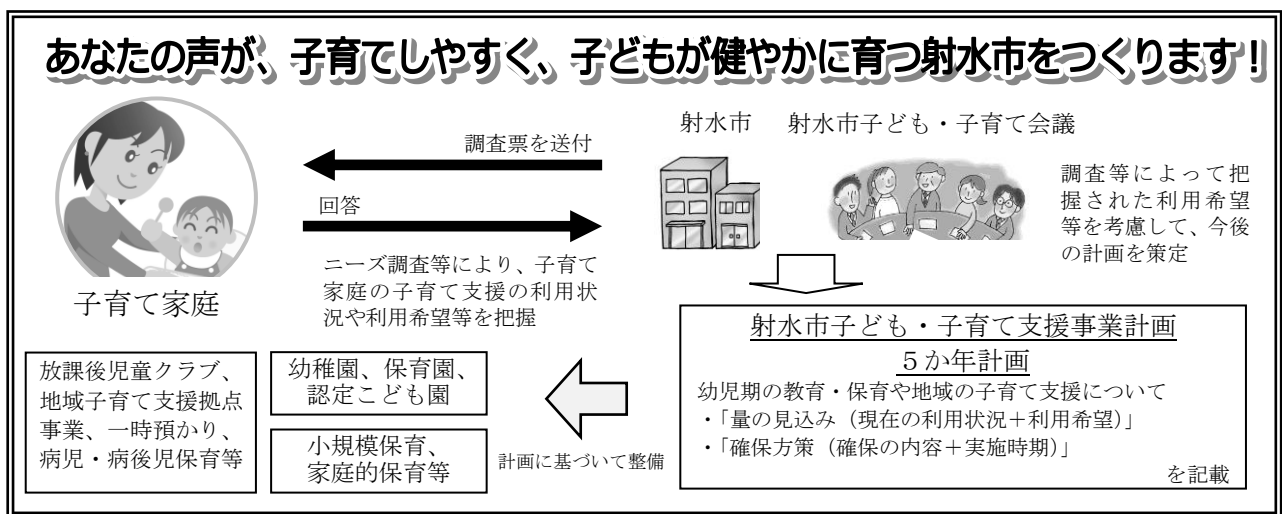 あなたの声が、子育てしやすく、子どもが健やかに育つ射水市をつくります！
射水市
射水市子ども・子育て会議
調査票を送付
回答
ニーズ調査等により、子育て
家庭の子育て支援の利用状
況や利用希望等を把握
子育て家庭
調査等によって把
握された利用希望
等を考慮して、今後
の計画を策定
射水市子ども・子育て支援事業計画
５か年計画
幼児期の教育・保育や地域の子育て支援について
・「量の見込み（現在の利用状況＋利用希望）」
・「確保方策（確保の内容＋実施時期）」
を記載
計画に基づいて整備
幼稚園、保育園、
認定こども園
小規模保育、
家庭的保育等
放課後児童クラブ、
地域子育て支援拠点
事業、一時預かり、
病児・病後児保育等